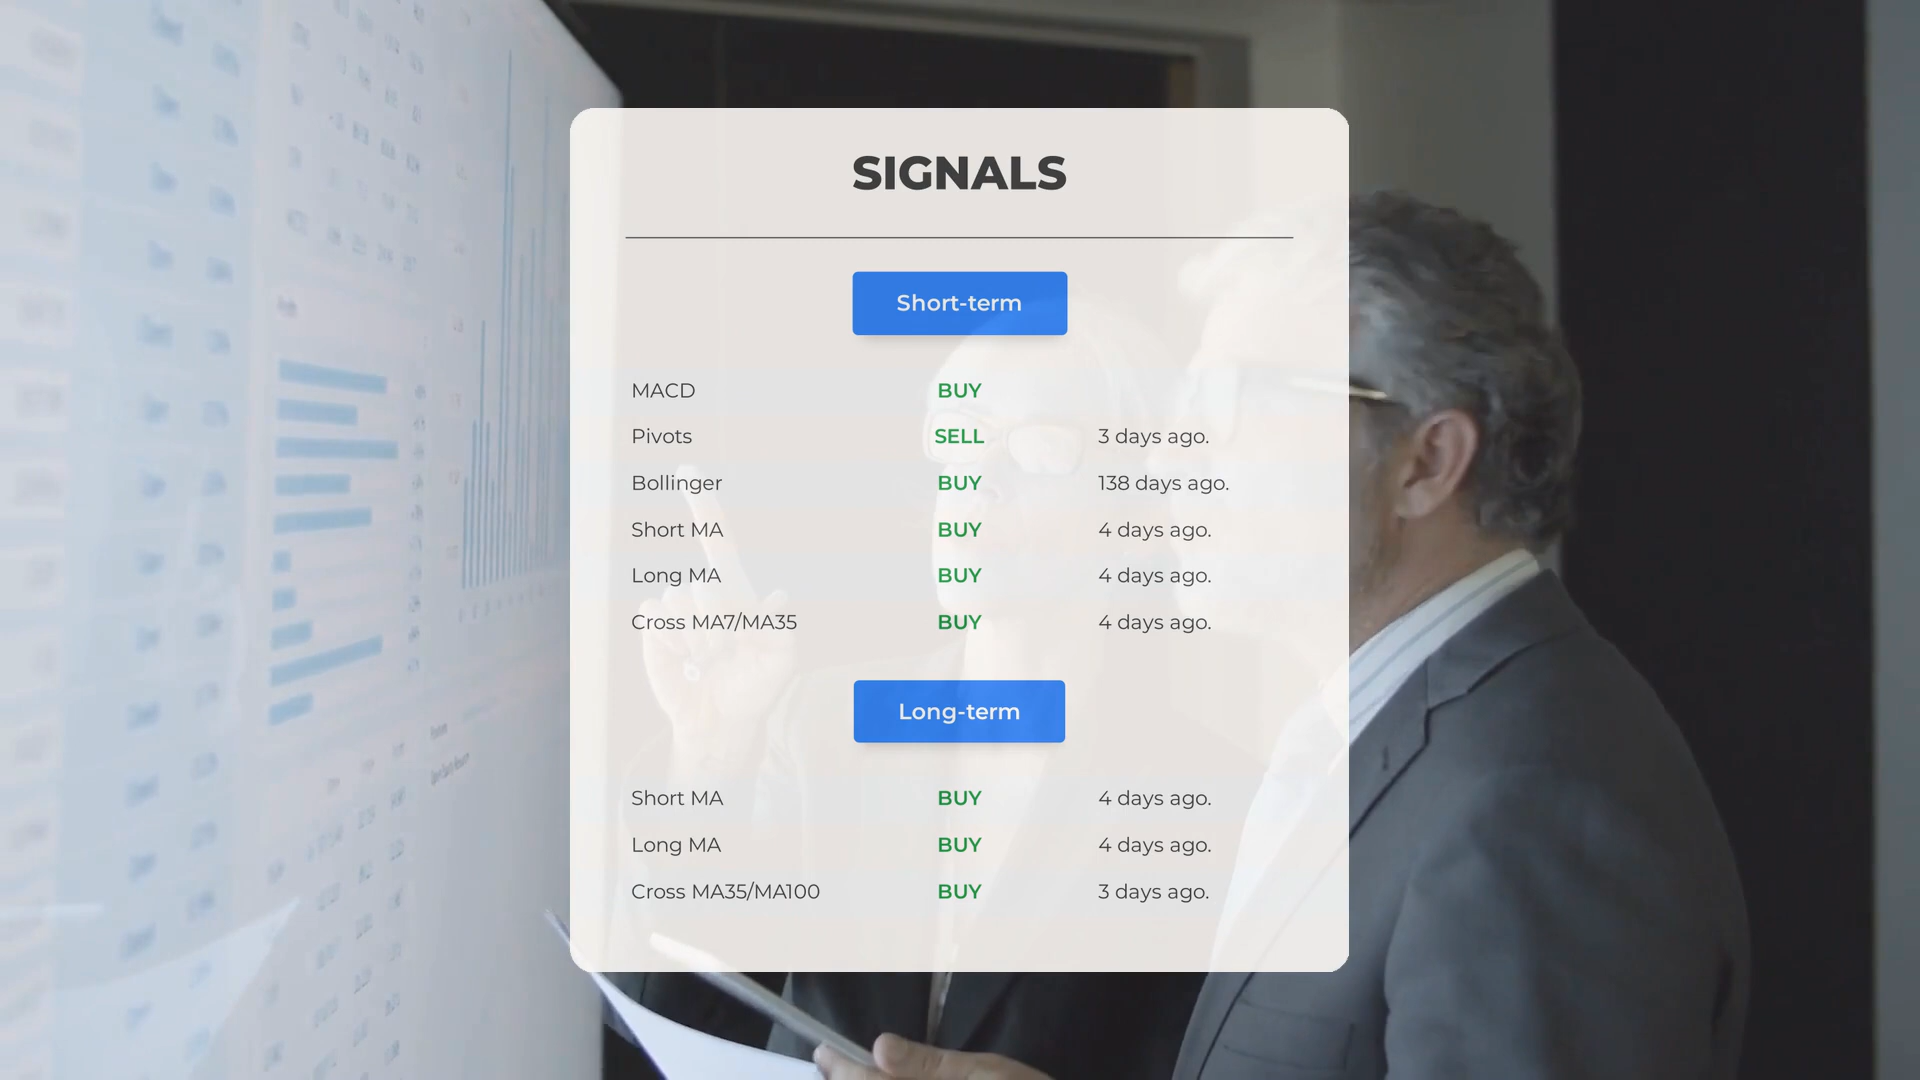 SIGNALS
Short-term
MACD BUY
Pivots SELL 3 days ago.
Bollinger BUY 138 days ago.
Short MA BUY 4 days ago.
Long MA BUY 4 days ago.
Cross MA7/MA35 BUY 4 days ago.
Long-term
Short MA BUY 4 days ago.
Long MA BUY 4 days ago.
Cross MA35/MA100 BUY 3 days ago.